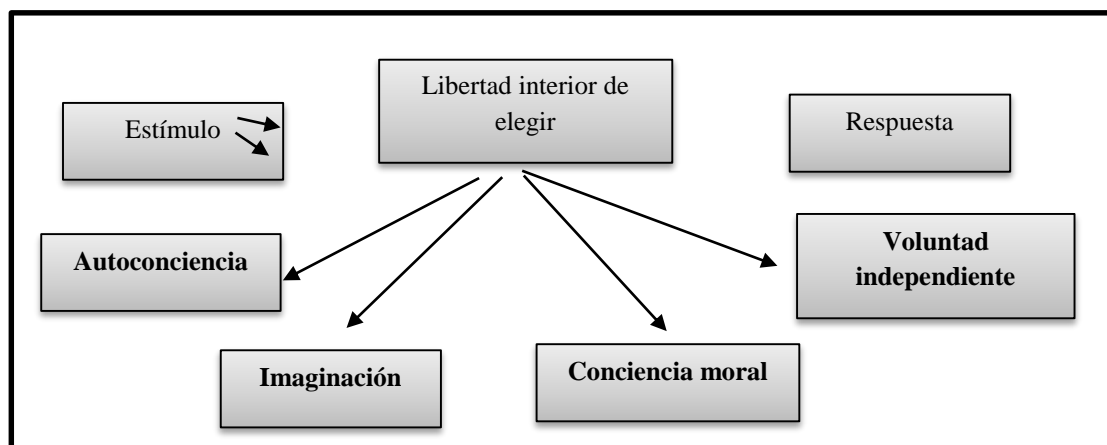 Libertad interior de
elegir
Estímulo
Respuesta
Autoconciencia
Voluntad
independiente
Imaginación
Conciencia moral